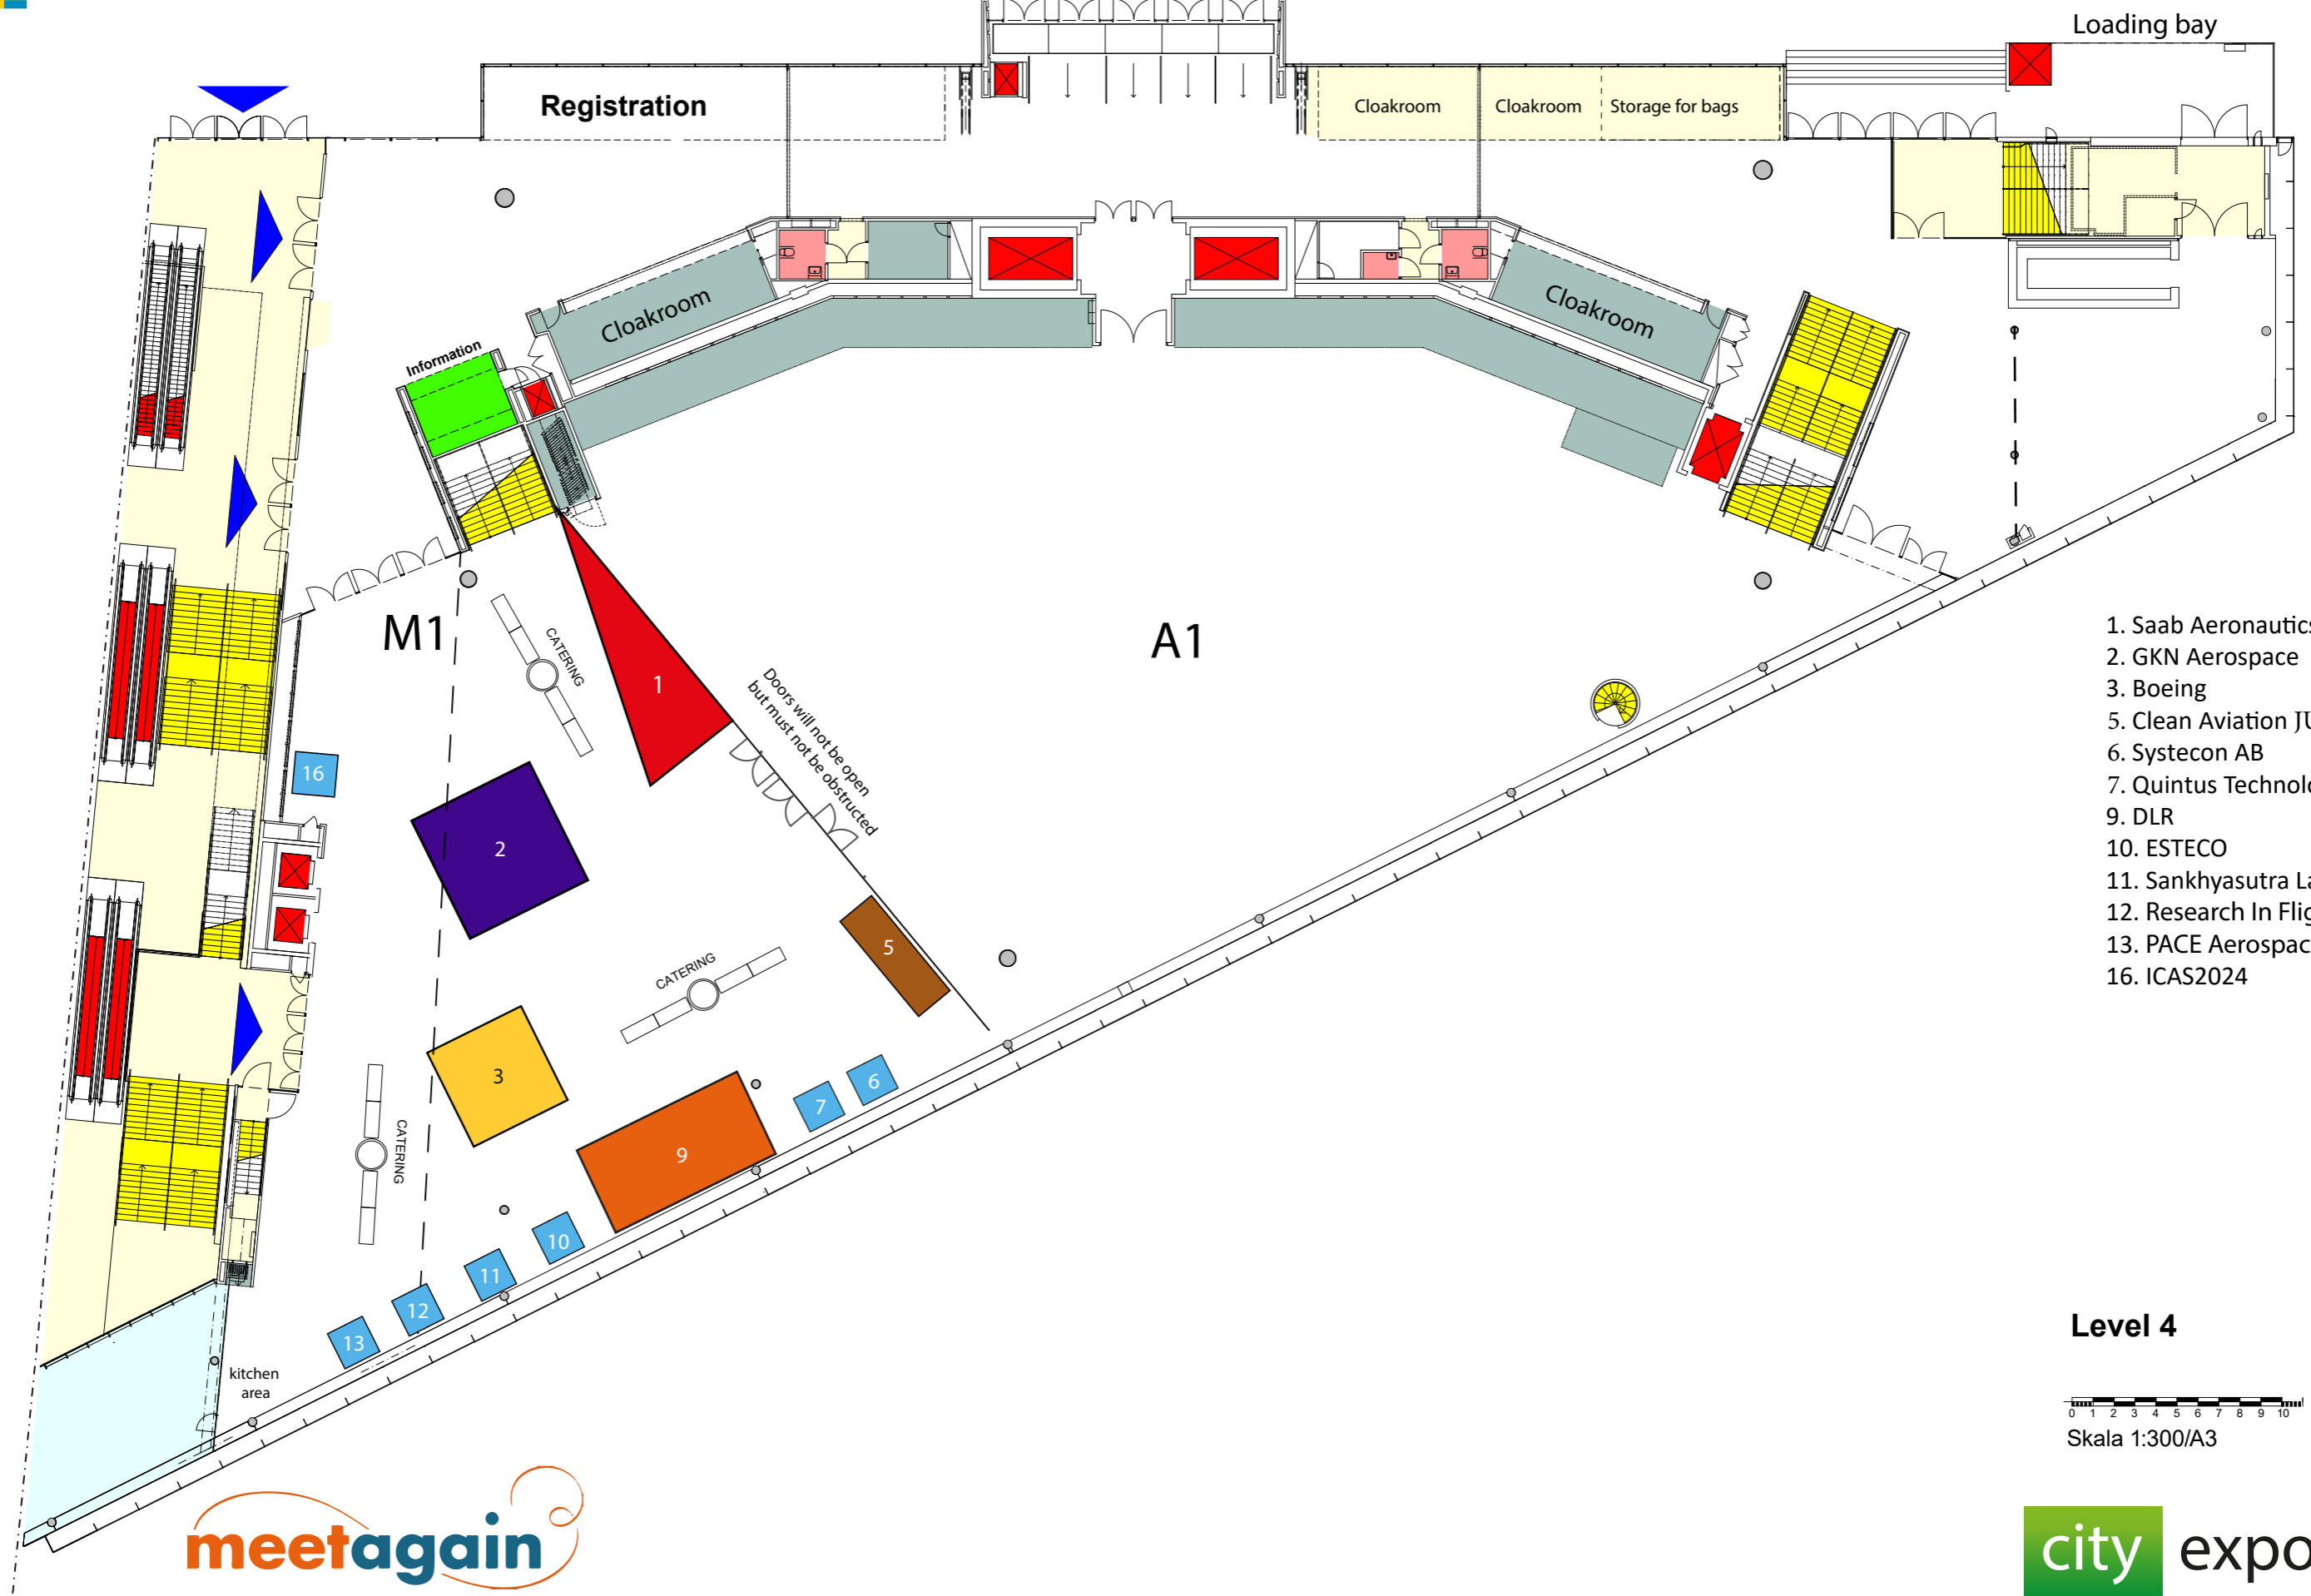 Loading bay
Registration
Cloakroom
Cloakroom
Storage for bags
Cloakroom
Cloakroom
Information
M1
A1
CATERING
1
Doors will not be open
but must not be obstructed
16
2
CATERING
5
3
CATERING
9
7
6
10
11
12
13
kitchen
area
1. Saab Aeronautics
2. GKN Aerospace
3. Boeing
5. Clean Aviation JU
6. Systecon AB
7. Quintus Technolo
9. DLR
10. ESTECO
11. Sankhyasutra La
12. Research In Flig
13. PACE Aerospac
16. ICAS2024
Level 4
0 1 2 3 4 5 6 7 8 9 10
Skala 1:300/A3
meetagain
city expo